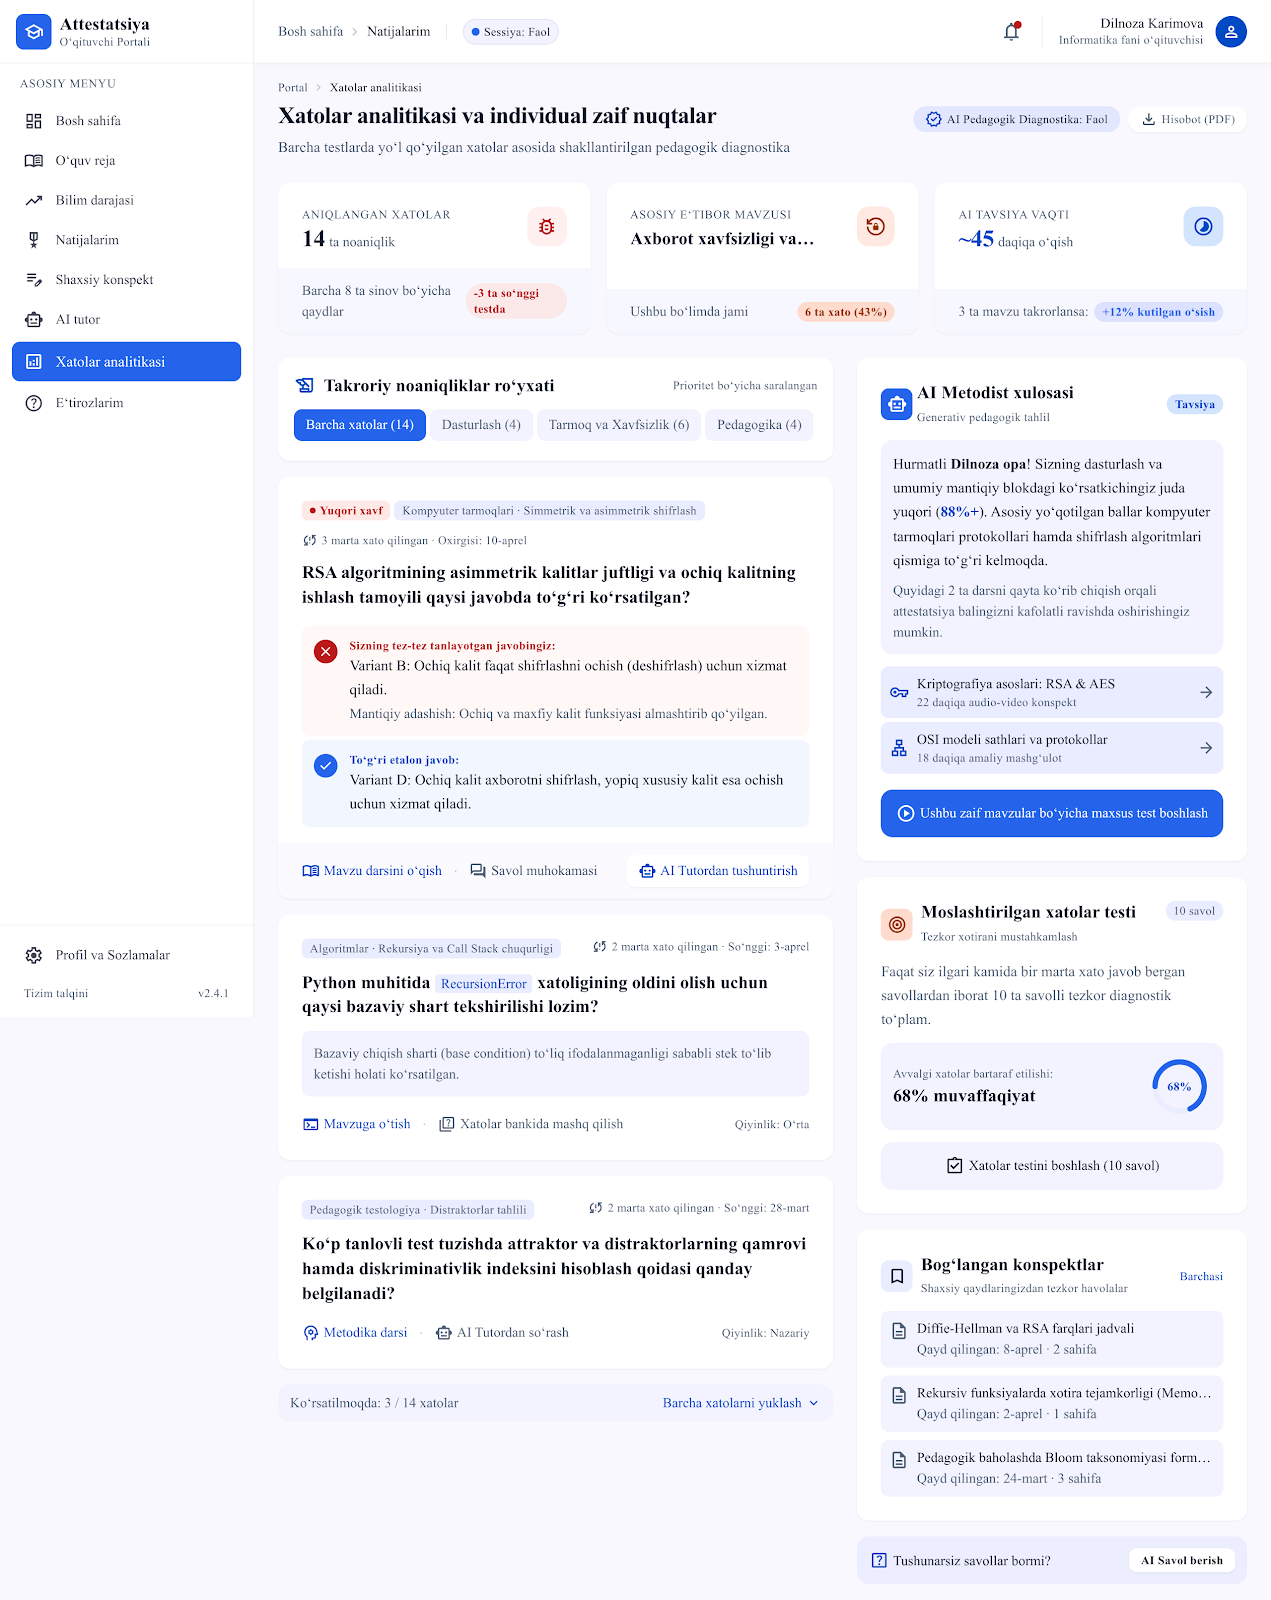 Attestatsiya
O‘qituvchi Portali
ASOSIY MENYU
Bosh sahifa
O‘quv reja
Bilim darajasi
Natijalarim
Shaxsiy konspekt
AI tutor
Xatolar analitikasi
E‘tirozlarim
Profil va Sozlamalar
Tizim talqini v2.4.1
Bosh sahifa > Natijalarim
Sessiya: Faol
Dilnoza Karimova
Informatika fani o‘qituvchisi
Portal > Xatolar analitikasi
Xatolar analitikasi va individual zaif nuqtalar
Barcha testlarda yo‘l qo‘yilgan xatolar asosida shakllantirilgan pedagogik diagnostika
AI Pedagogik Diagnostika: Faol
Hisobot (PDF)
ANIQLANGAN XATOLAR
14 ta noaniqlik
Barcha 8 ta sinov bo‘yicha
qaydlar
-3 ta so‘nggi
testda
ASOSIY E‘TIBOR MAVZUSI
Axborot xavfsizligi va…
Ushbu bo‘limda jami
6 ta xato (43%)
AI TAVSIYA VAQTI
~45 daqiqa o‘qish
3 ta mavzu takrorlansa:
+12% kutilgan o‘sish
Takroriy noaniqliklar ro‘yxati
Prioritet bo‘yicha saralangan
Barcha xatolar (14)
Dasturlash (4)
Tarmoq va Xavfsizlik (6)
Pedagogika (4)
Yuqori xavf
Kompyuter tarmoqlari · Simmetrik va asimmetrik shifrlash
3 marta xato qilingan · Oxirgisi: 10-aprel
RSA algoritmining asimmetrik kalitlar juftligi va ochiq kalitning
ishlash tamoyili qaysi javobda to‘g‘ri ko‘rsatilgan?
Sizning tez-tez tanlayotgan javobingiz:
Variant B: Ochiq kalit faqat shifrlashni ochish (deshifrlash) uchun xizmat
qiladi.
Mantiqiy adashish: Ochiq va maxfiy kalit funksiyasi almashtirib qo‘yilgan.
To‘g‘ri etalon javob:
Variant D: Ochiq kalit axborotni shifrlash, yopiq xususiy kalit esa ochish
uchun xizmat qiladi.
Mavzu darsini o‘qish
·
Savol muhokamasi
AI Tutordan tushuntirish
Algoritmlar · Rekursiya va Call Stack chuqurligi
2 marta xato qilingan · So‘nggi: 3-aprel
Python muhitida RecursionError xatoligining oldini olish uchun
qaysi bazaviy shart tekshirilishi lozim?
Bazaviy chiqish sharti (base condition) to‘liq ifodalanmaganligi sababli stek to‘lib
ketishi holati ko‘rsatilgan.
Mavzuga o‘tish
·
Xatolar bankida mashq qilish
Qiyinlik: O‘rta
Pedagogik testologiya · Distraktorlar tahlili
2 marta xato qilingan · So‘nggi: 28-mart
Ko‘p tanlovli test tuzishda attraktor va distraktorlarning qamrovi
hamda diskriminativlik indeksini hisoblash qoidasi qanday
belgilanadi?
Metodika darsi
·
AI Tutordan so‘rash
Qiyinlik: Nazariy
Ko‘rsatilmoqda: 3 / 14 xatolar
Barcha xatolarni yuklash
AI Metodist xulosasi
Generativ pedagogik tahlil
Tavsiya
Hurmatli Dilnoza opa! Sizning dasturlash va
umumiy mantiqiy blokdagi ko‘rsatkichingiz juda
yuqori (88%+). Asosiy yo‘qotilgan ballar kompyuter
tarmoqlari protokollari hamda shifrlash algoritmlari
qismiga to‘g‘ri kelmoqda.
Quyidagi 2 ta darsni qayta ko‘rib chiqish orqali
attestatsiya balingizni kafolatli ravishda oshirishingiz
mumkin.
Kriptografiya asoslari: RSA & AES
22 daqiqa audio-video konspekt
OSI modeli sathlari va protokollar
18 daqiqa amaliy mashg‘ulot
Ushbu zaif mavzular bo‘yicha maxsus test boshlash
Moslashtirilgan xatolar testi
Tezkor xotirani mustahkamlash
10 savol
Faqat siz ilgari kamida bir marta xato javob bergan
savollardan iborat 10 ta savolli tezkor diagnostik
to‘plam.
Avvalgi xatolar bartaraf etilishi:
68% muvaffaqiyat
68%
Xatolar testini boshlash (10 savol)
Bog‘langan konspektlar
Shaxsiy qaydlaringizdan tezkor havolalar
Barchasi
Diffie-Hellman va RSA farqlari jadvali
Qayd qilingan: 8-aprel · 2 sahifa
Rekursiv funksiyalarda xotira tejamkorligi (Memo…
Qayd qilingan: 2-aprel · 1 sahifa
Pedagogik baholashda Bloom taksonomiyasi form…
Qayd qilingan: 24-mart · 3 sahifa
Tushunarsiz savollar bormi?
AI Savol berish